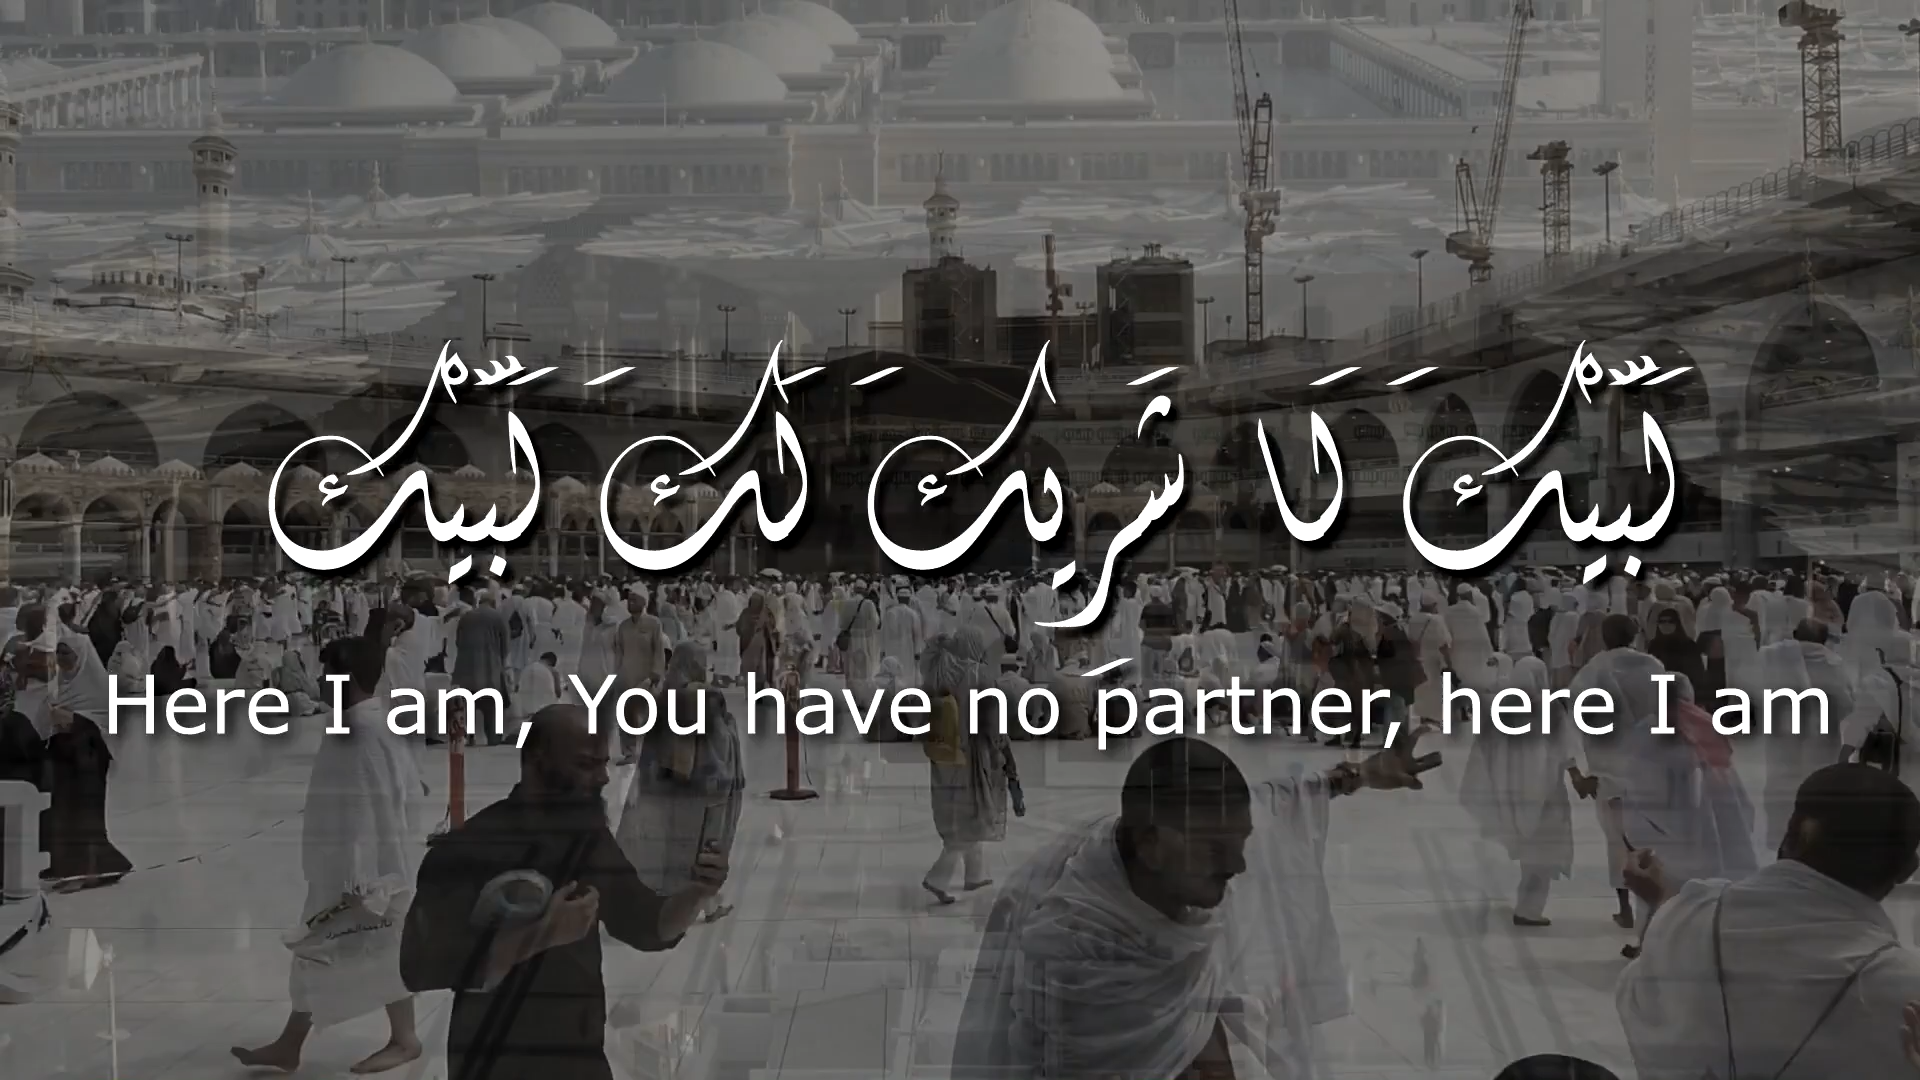 لَبَّيْكَ لَا شَرِيكَ لَكَ لَبَّيْكَ
Here I am, You have no partner, here I am